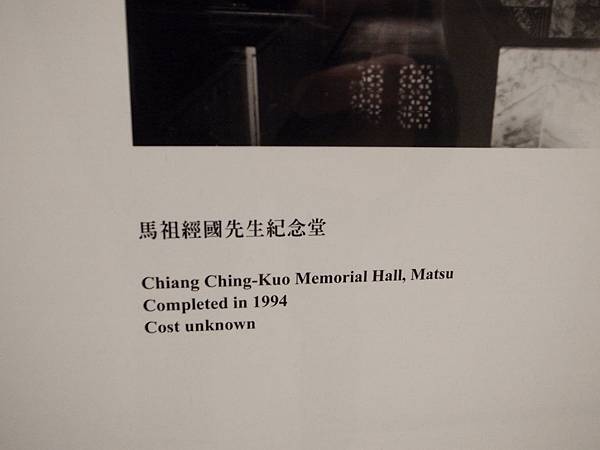 馬祖經國先生紀念堂
Chiang Ching-Kuo Memorial Hall, Matsu
Completed in 1994
Cost unknown